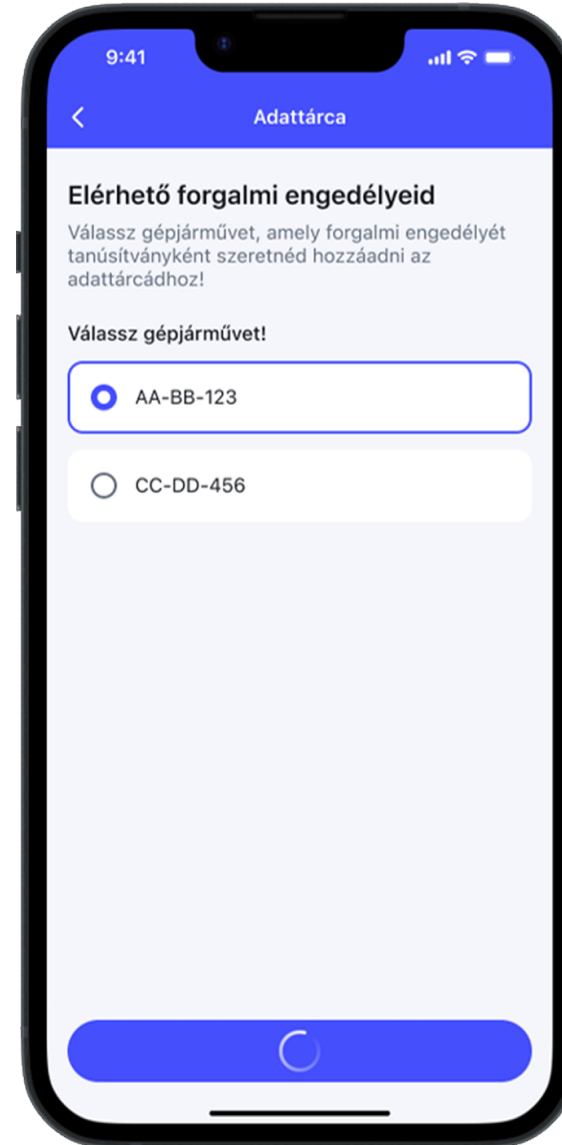 9:41
Adattárca
Elérhető forgalmi engedélyeid
Válassz gépjárművet, amely forgalmi engedélyét
tanúsítványként szeretnéd hozzáadni az
adattárcádhoz!
Válassz gépjárművet!
AA-BB-123
CC-DD-456